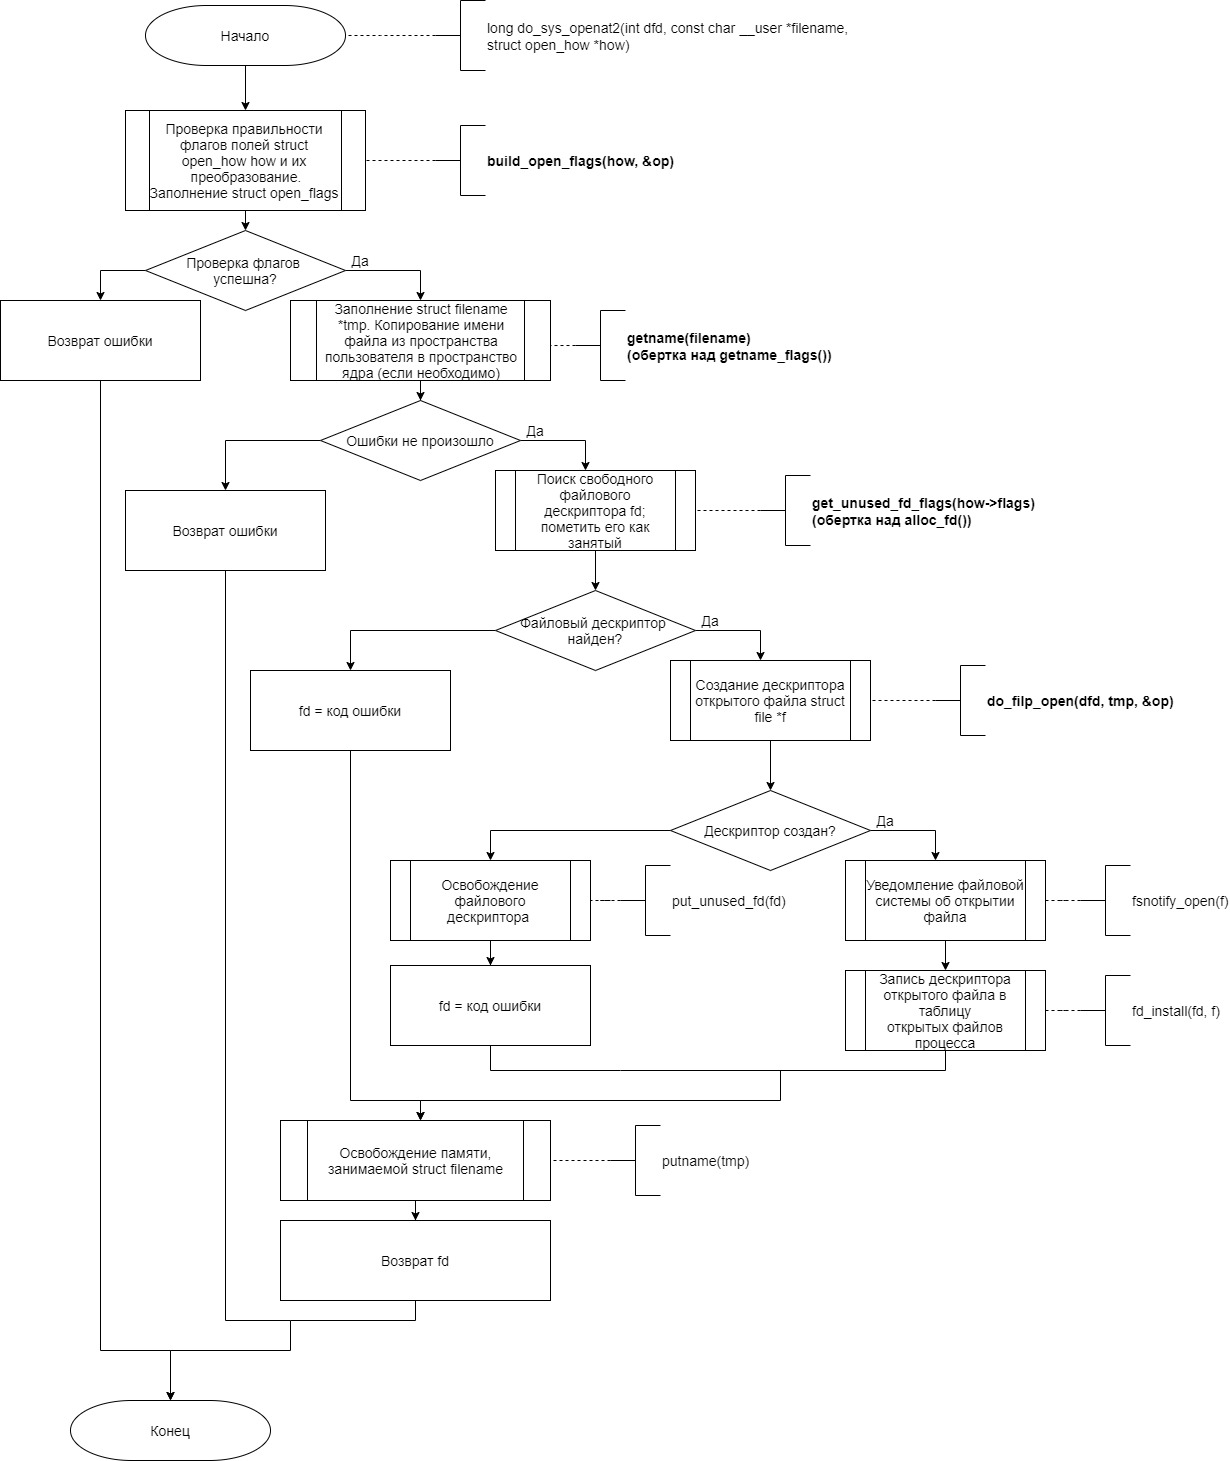 Начало
long do_sys_openat2(int dfd, const char __user *filename,
struct open_how *how)
Проверка правильности
флагов полей struct
open_how how и их
преобразование.
Заполнение struct open_flags
build_open_flags(how, &op)
Проверка флагов
успешна?
Да
Возврат ошибки
Заполнение struct filename
*tmp. Копирование имени
файла из пространства
пользователя в пространство
ядра (если необходимо)
getname(filename)
(обертка над getname_flags())
Ошибки не произошло
Да
Возврат ошибки
Поиск свободного
файлового
дескриптора fd;
пометить его как
занятый
get_unused_fd_flags(how->flags)
(обертка над alloc_fd())
Файловый дескриптор
найден?
Да
fd = код ошибки
Создание дескриптора
открытого файла struct
file *f
do_filp_open(dfd, tmp, &op)
Дескриптор создан?
Да
Освобождение
файлового
дескриптора
put_unused_fd(fd)
Уведомление файловой
системы об открытии
файла
fsnotify_open(f)
fd = код ошибки
Запись дескриптора
открытого файла в
таблицу
открытых файлов
процесса
fd_install(fd, f)
Освобождение памяти,
занимаемой struct filename
putname(tmp)
Возврат fd
Конец